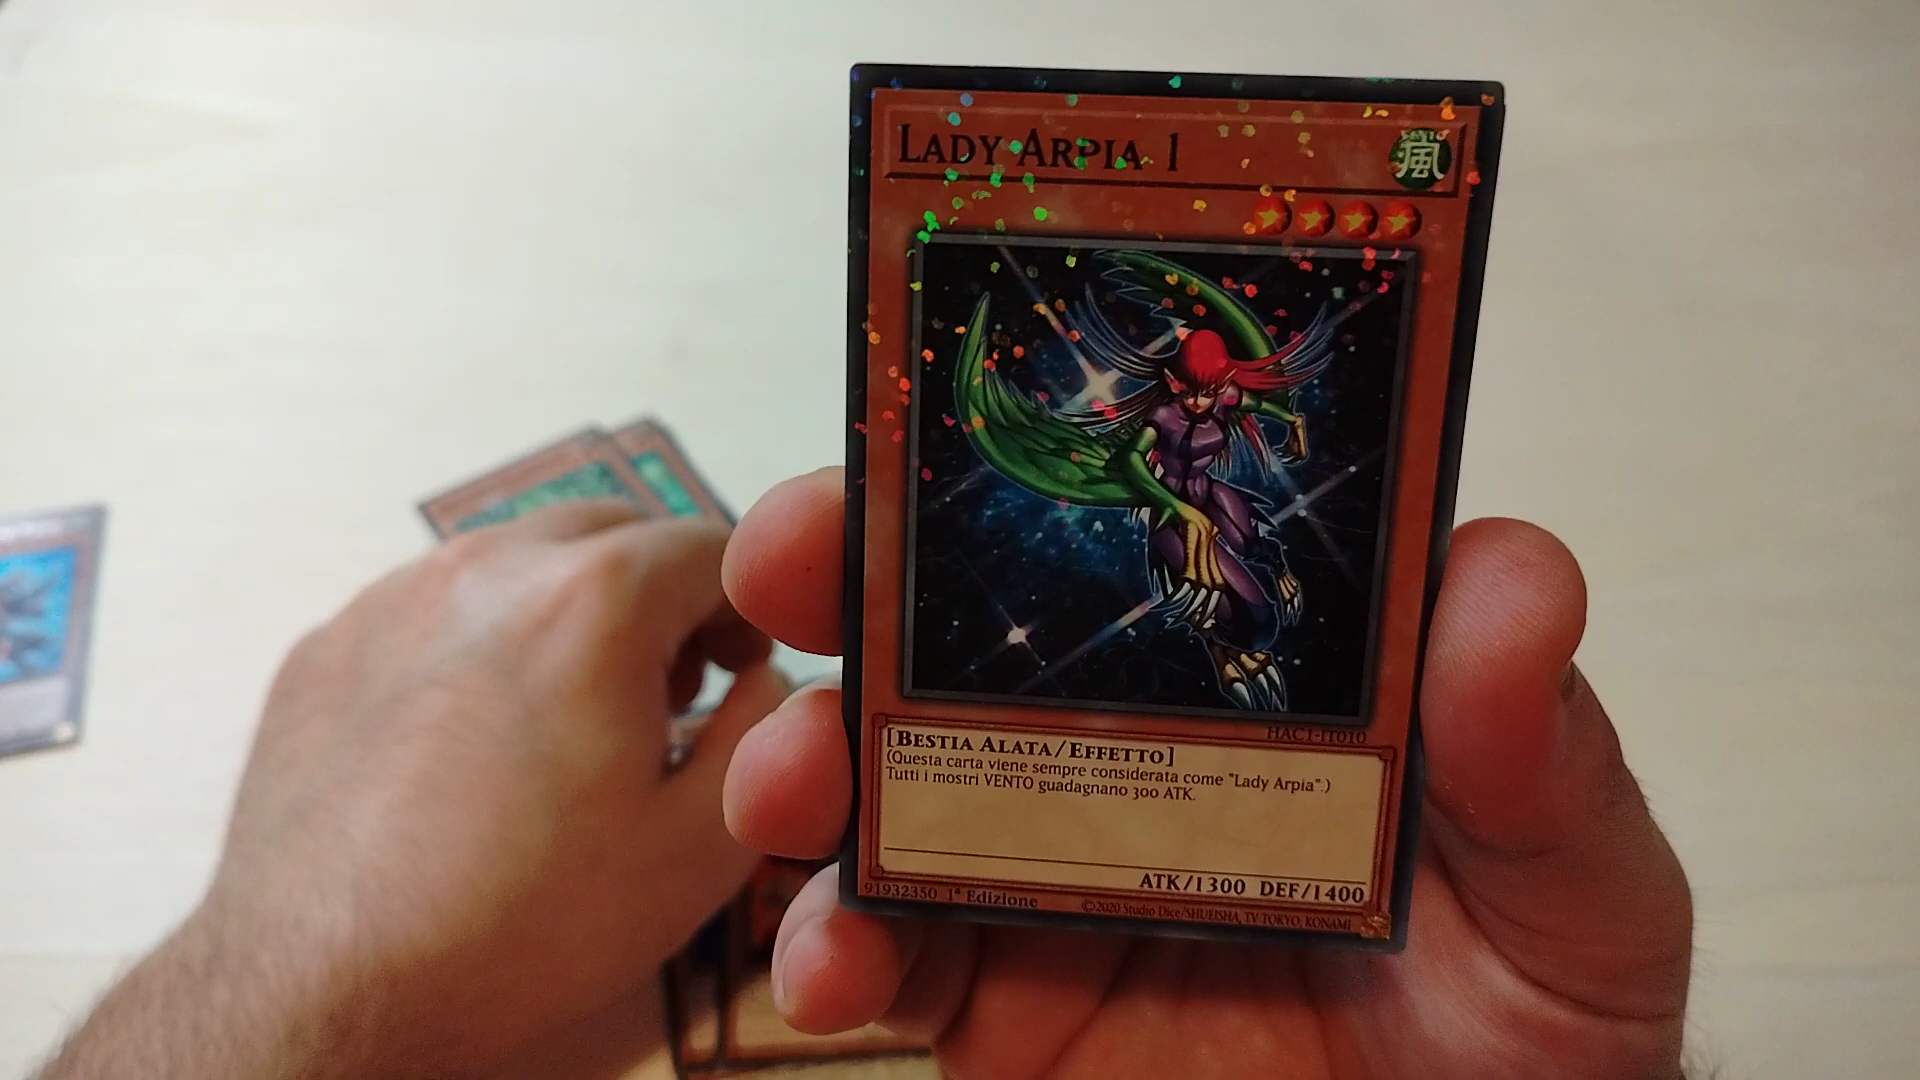 LADY ARPIA 1
VENTO
風
HAC1-IT010
[BESTIA ALATA/EFFETTO]
(Questa carta viene sempre considerata come "Lady Arpia".)
Tutti i mostri VENTO guadagnano 300 ATK.
ATK/1300 DEF/1400
91932350 1ª Edizione
©2020 Studio Dice/SHUEISHA, TV TOKYO, KONAMI